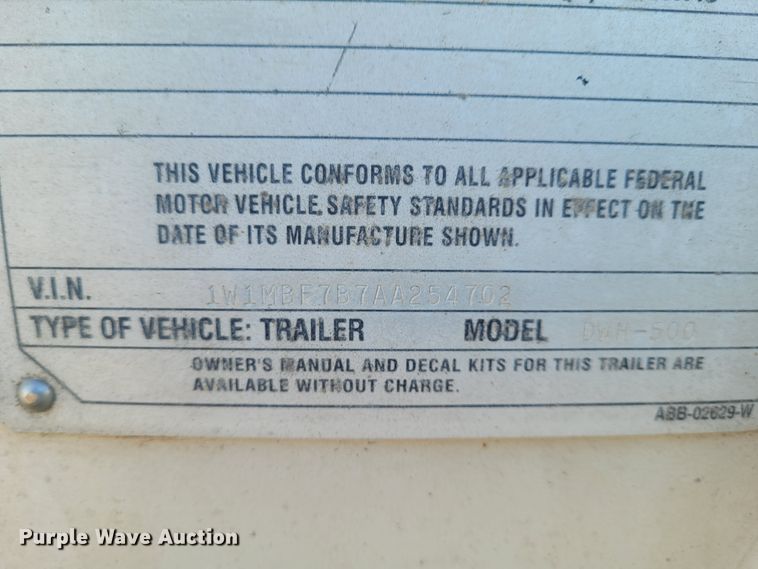 THIS VEHICLE CONFORMS TO ALL APPLICABLE FEDERAL
MOTOR VEHICLE SAFETY STANDARDS IN EFFECT ON THE
DATE OF ITS MANUFACTURE SHOWN.
V.I.N. 1W1MBF7B7AA254702
TYPE OF VEHICLE: TRAILER MODEL DWH-500
OWNER'S MANUAL AND DECAL KITS FOR THIS TRAILER ARE
AVAILABLE WITHOUT CHARGE.
ABB-02629-W
Purple Wave Auction